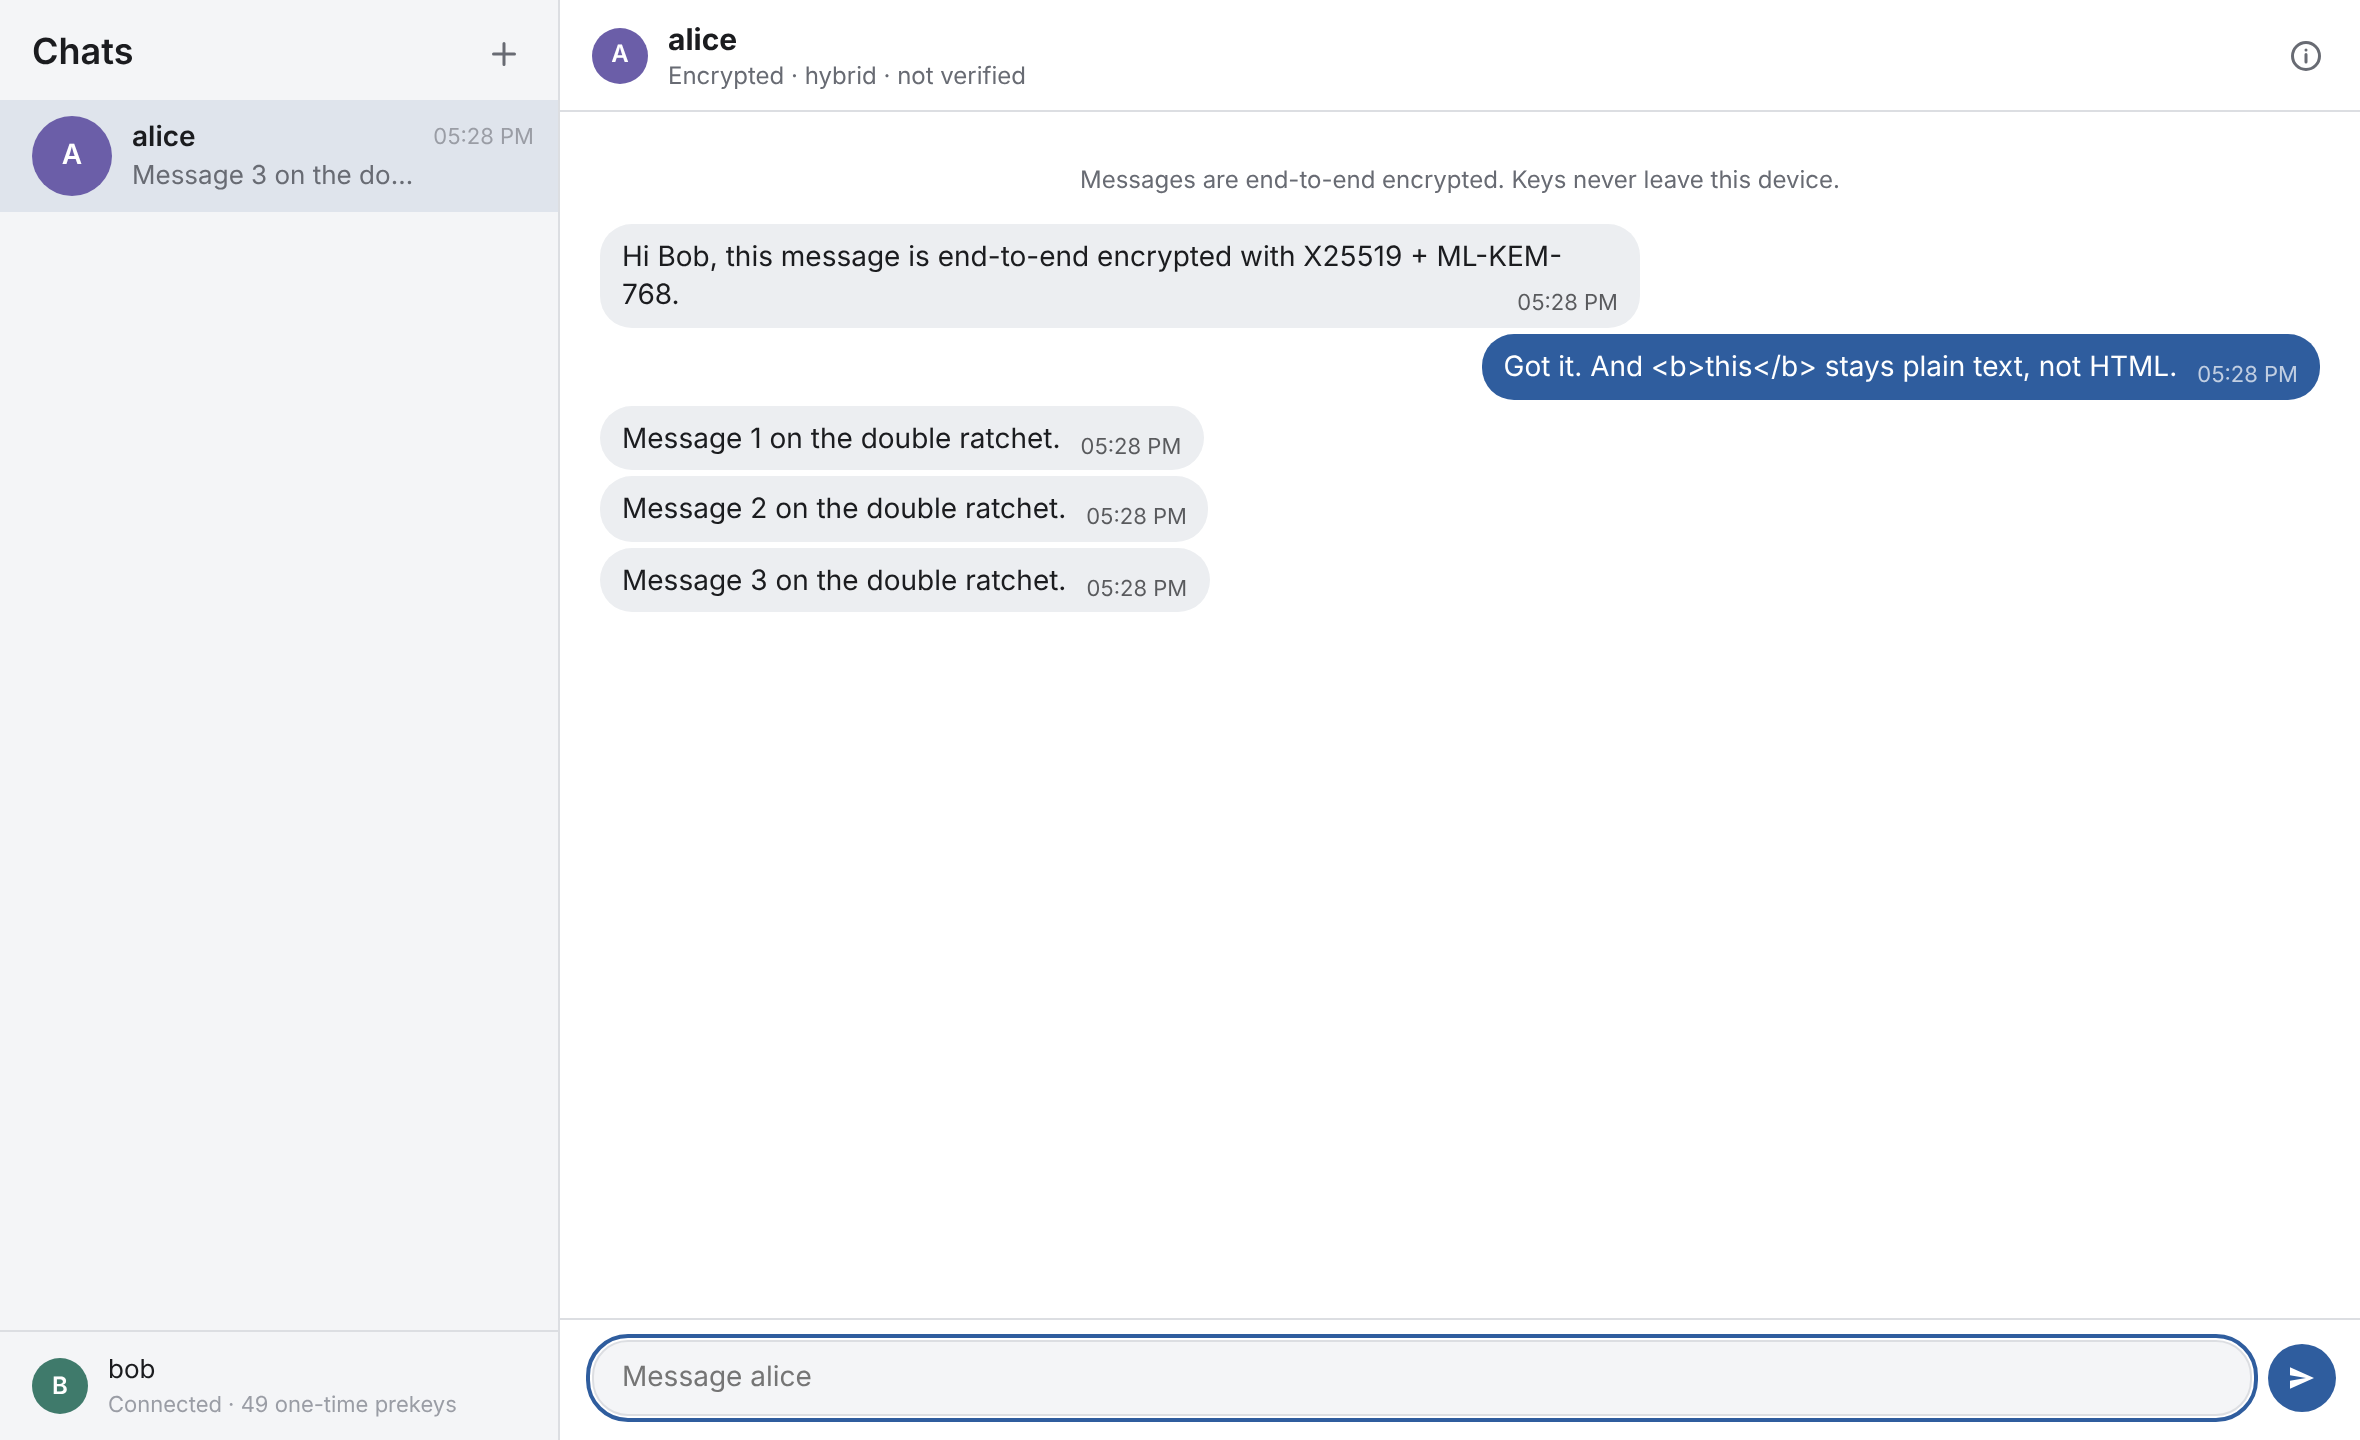 Chats
A
alice
05:28 PM
Message 3 on the do...
B
bob
Connected · 49 one-time prekeys
A
alice
Encrypted · hybrid · not verified
Messages are end-to-end encrypted. Keys never leave this device.
Hi Bob, this message is end-to-end encrypted with X25519 + ML-KEM-
768.
05:28 PM
Got it. And <b>this</b> stays plain text, not HTML. 05:28 PM
Message 1 on the double ratchet. 05:28 PM
Message 2 on the double ratchet. 05:28 PM
Message 3 on the double ratchet. 05:28 PM
Message alice